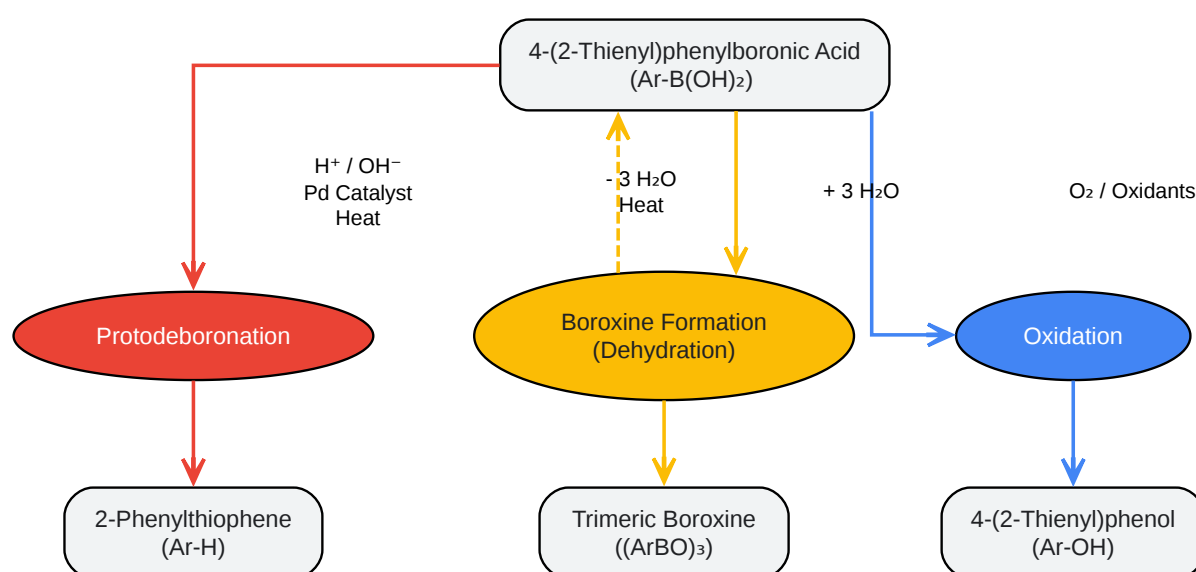 4-(2-Thienyl)phenylboronic Acid
(Ar-B(OH)₂)
H⁺ / OH⁻
Pd Catalyst
Heat
- 3 H₂O
Heat
+ 3 H₂O
O₂ / Oxidants
Protodeboronation
Boroxine Formation
(Dehydration)
Oxidation
2-Phenylthiophene
(Ar-H)
Trimeric Boroxine
((ArBO)₃)
4-(2-Thienyl)phenol
(Ar-OH)